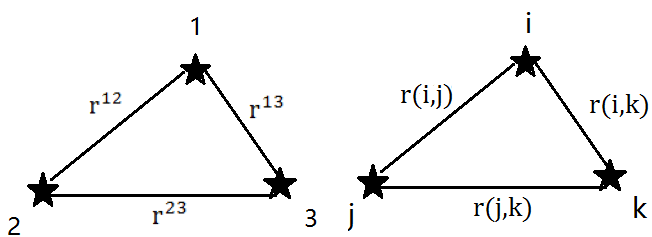 1
r¹²
r¹³
2
r²³
3
i
r(i,j)
r(i,k)
j
r(j,k)
k